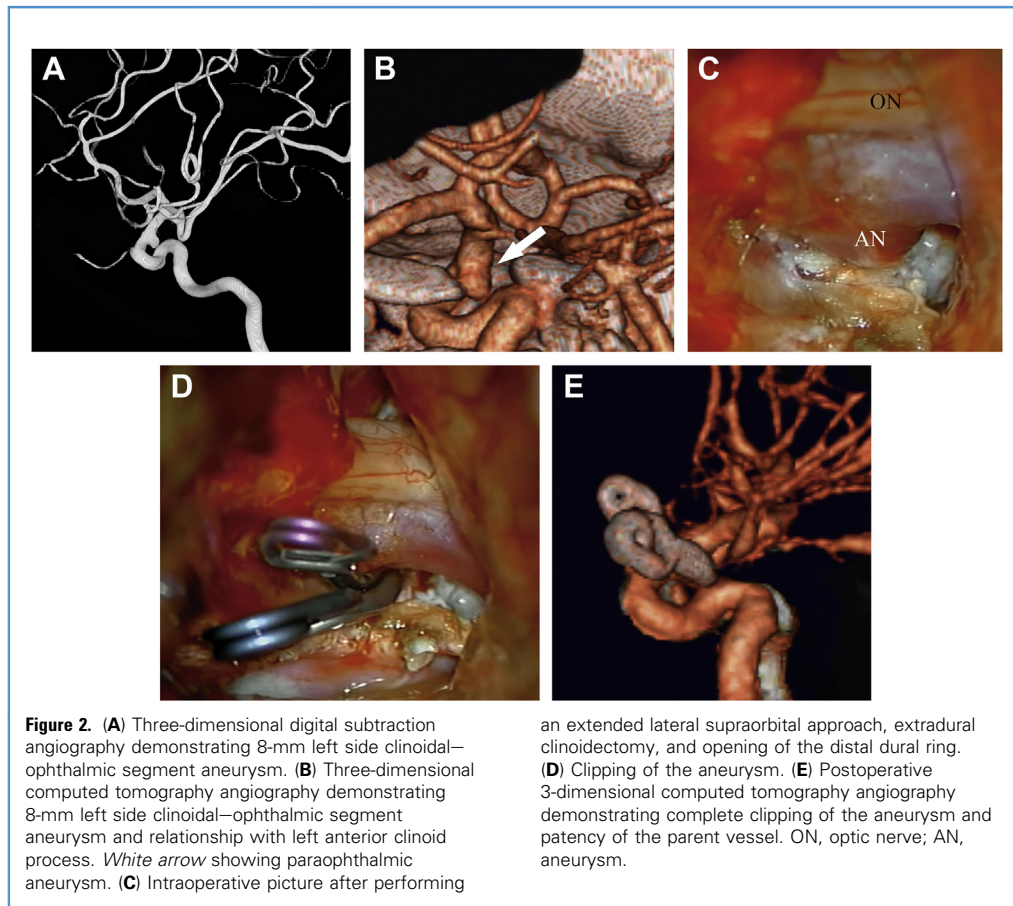 A
B
C
ON
AN
D
E
Figure 2. (A) Three-dimensional digital subtraction
angiography demonstrating 8-mm left side clinoidal–
ophthalmic segment aneurysm. (B) Three-dimensional
computed tomography angiography demonstrating
8-mm left side clinoidal–ophthalmic segment
aneurysm and relationship with left anterior clinoid
process. White arrow showing paraophthalmic
aneurysm. (C) Intraoperative picture after performing
an extended lateral supraorbital approach, extradural
clinoidectomy, and opening of the distal dural ring.
(D) Clipping of the aneurysm. (E) Postoperative
3-dimensional computed tomography angiography
demonstrating complete clipping of the aneurysm and
patency of the parent vessel. ON, optic nerve; AN,
aneurysm.